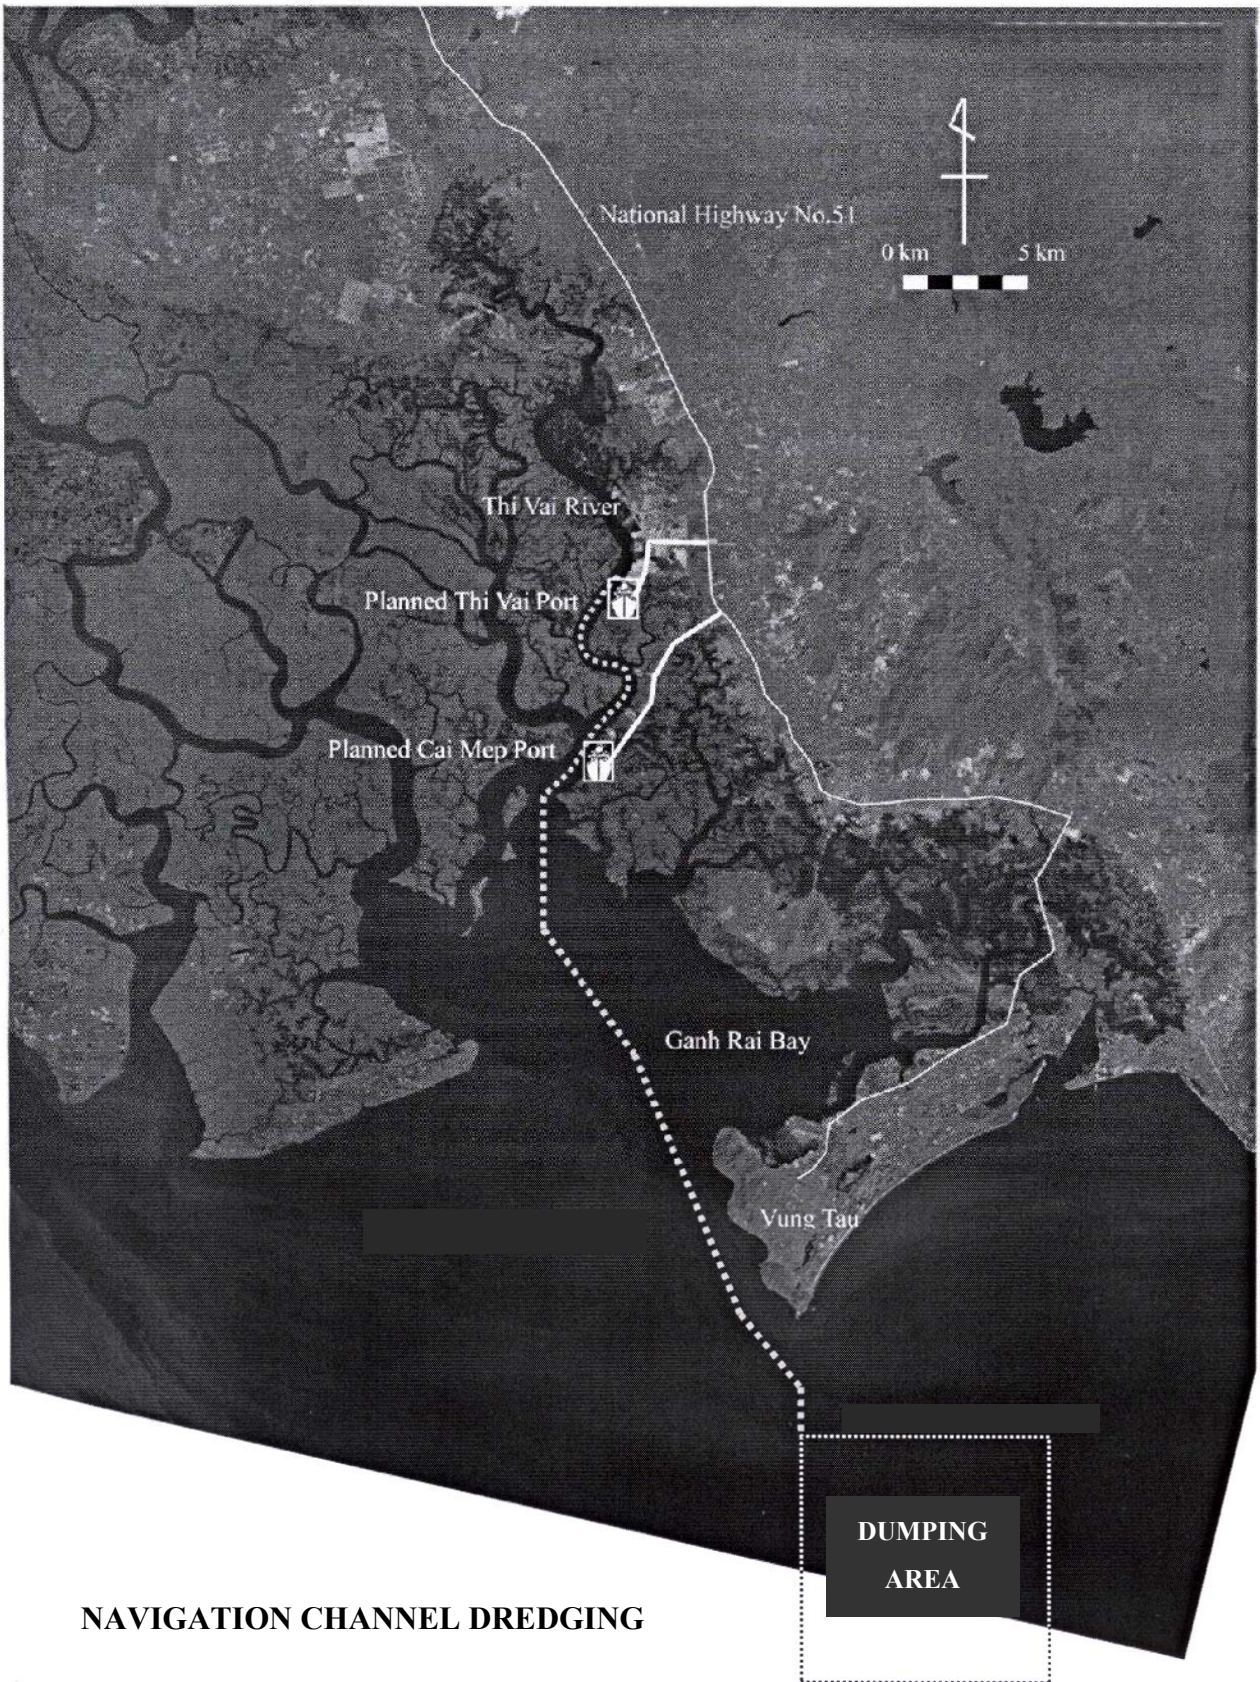 National Highway No.51
0 km 5 km
Thi Vai River
Planned Thi Vai Port
Planned Cai Mep Port
Ganh Rai Bay
Vung Tau
DUMPING
AREA
NAVIGATION CHANNEL DREDGING